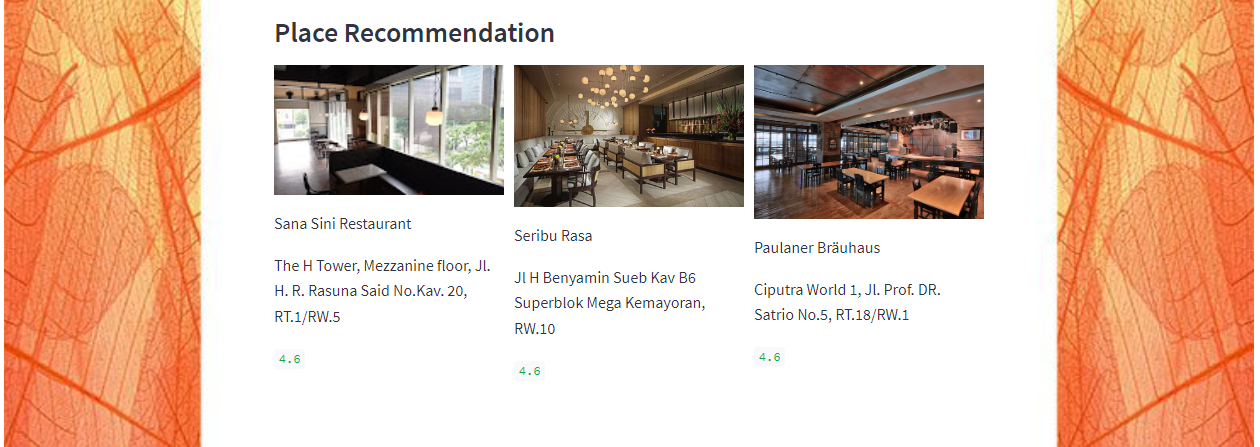 Place Recommendation
Sana Sini Restaurant
The H Tower, Mezzanine floor, Jl.
H. R. Rasuna Said No.Kav. 20,
RT.1/RW.5
4.6
Seribu Rasa
Jl H Benyamin Sueb Kav B6
Superblok Mega Kemayoran,
RW.10
4.6
Paulaner Bräuhaus
Ciputra World 1, Jl. Prof. DR.
Satrio No.5, RT.18/RW.1
4.6